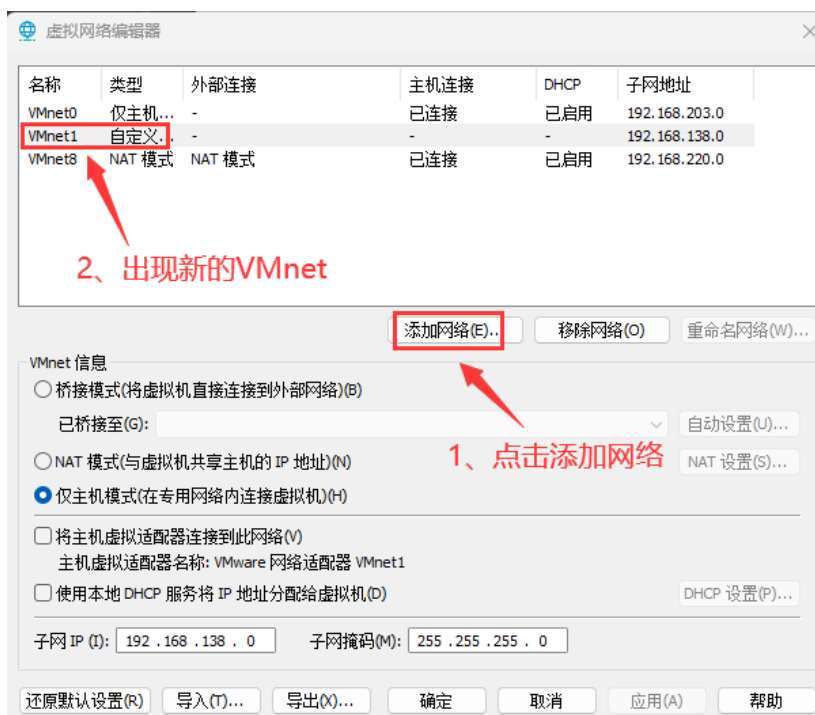 虚拟网络编辑器
名称 类型 外部连接 主机连接 DHCP 子网地址
VMnet0 仅主机... - 已连接 已启用 192.168.203.0
VMnet1 自定义... - - - 192.168.138.0
VMnet8 NAT 模式 NAT 模式 已连接 已启用 192.168.220.0
2、出现新的VMnet
添加网络(E)... 移除网络(O) 重命名网络(W)...
VMnet 信息
桥接模式(将虚拟机直接连接到外部网络)(B)
已桥接至(G): 自动设置(U)...
1、点击添加网络
NAT 模式(与虚拟机共享主机的 IP 地址)(N) NAT 设置(S)...
仅主机模式(在专用网络内连接虚拟机)(H)
将主机虚拟适配器连接到此网络(V)
主机虚拟适配器名称: VMware 网络适配器 VMnet1
使用本地 DHCP 服务将 IP 地址分配给虚拟机(D) DHCP 设置(P)...
子网 IP (I): 192 . 168 . 138 . 0 子网掩码(M): 255 . 255 . 255 . 0
还原默认设置(R) 导入(T)... 导出(X)... 确定 取消 应用(A) 帮助